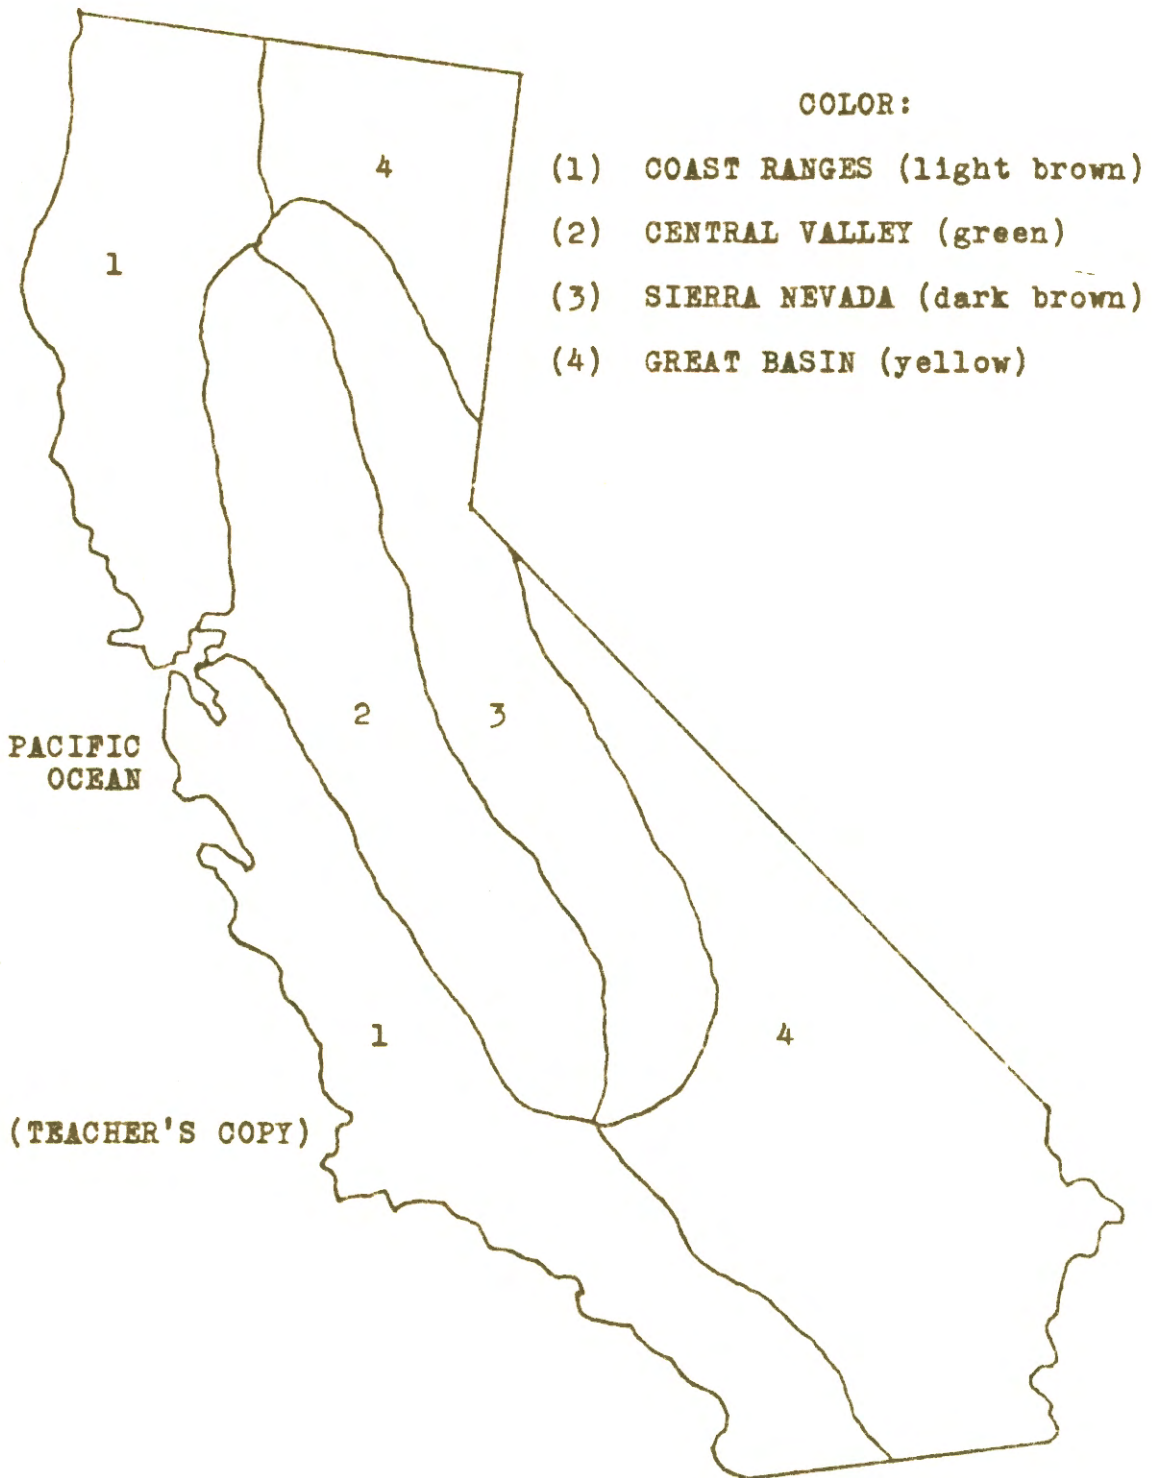 COLOR:
4
(1) COAST RANGES (light brown)
(2) CENTRAL VALLEY (green)
1
(3) SIERRA NEVADA (dark brown)
(4) GREAT BASIN (yellow)
2
3
PACIFIC
OCEAN
1
4
(TEACHER'S COPY)